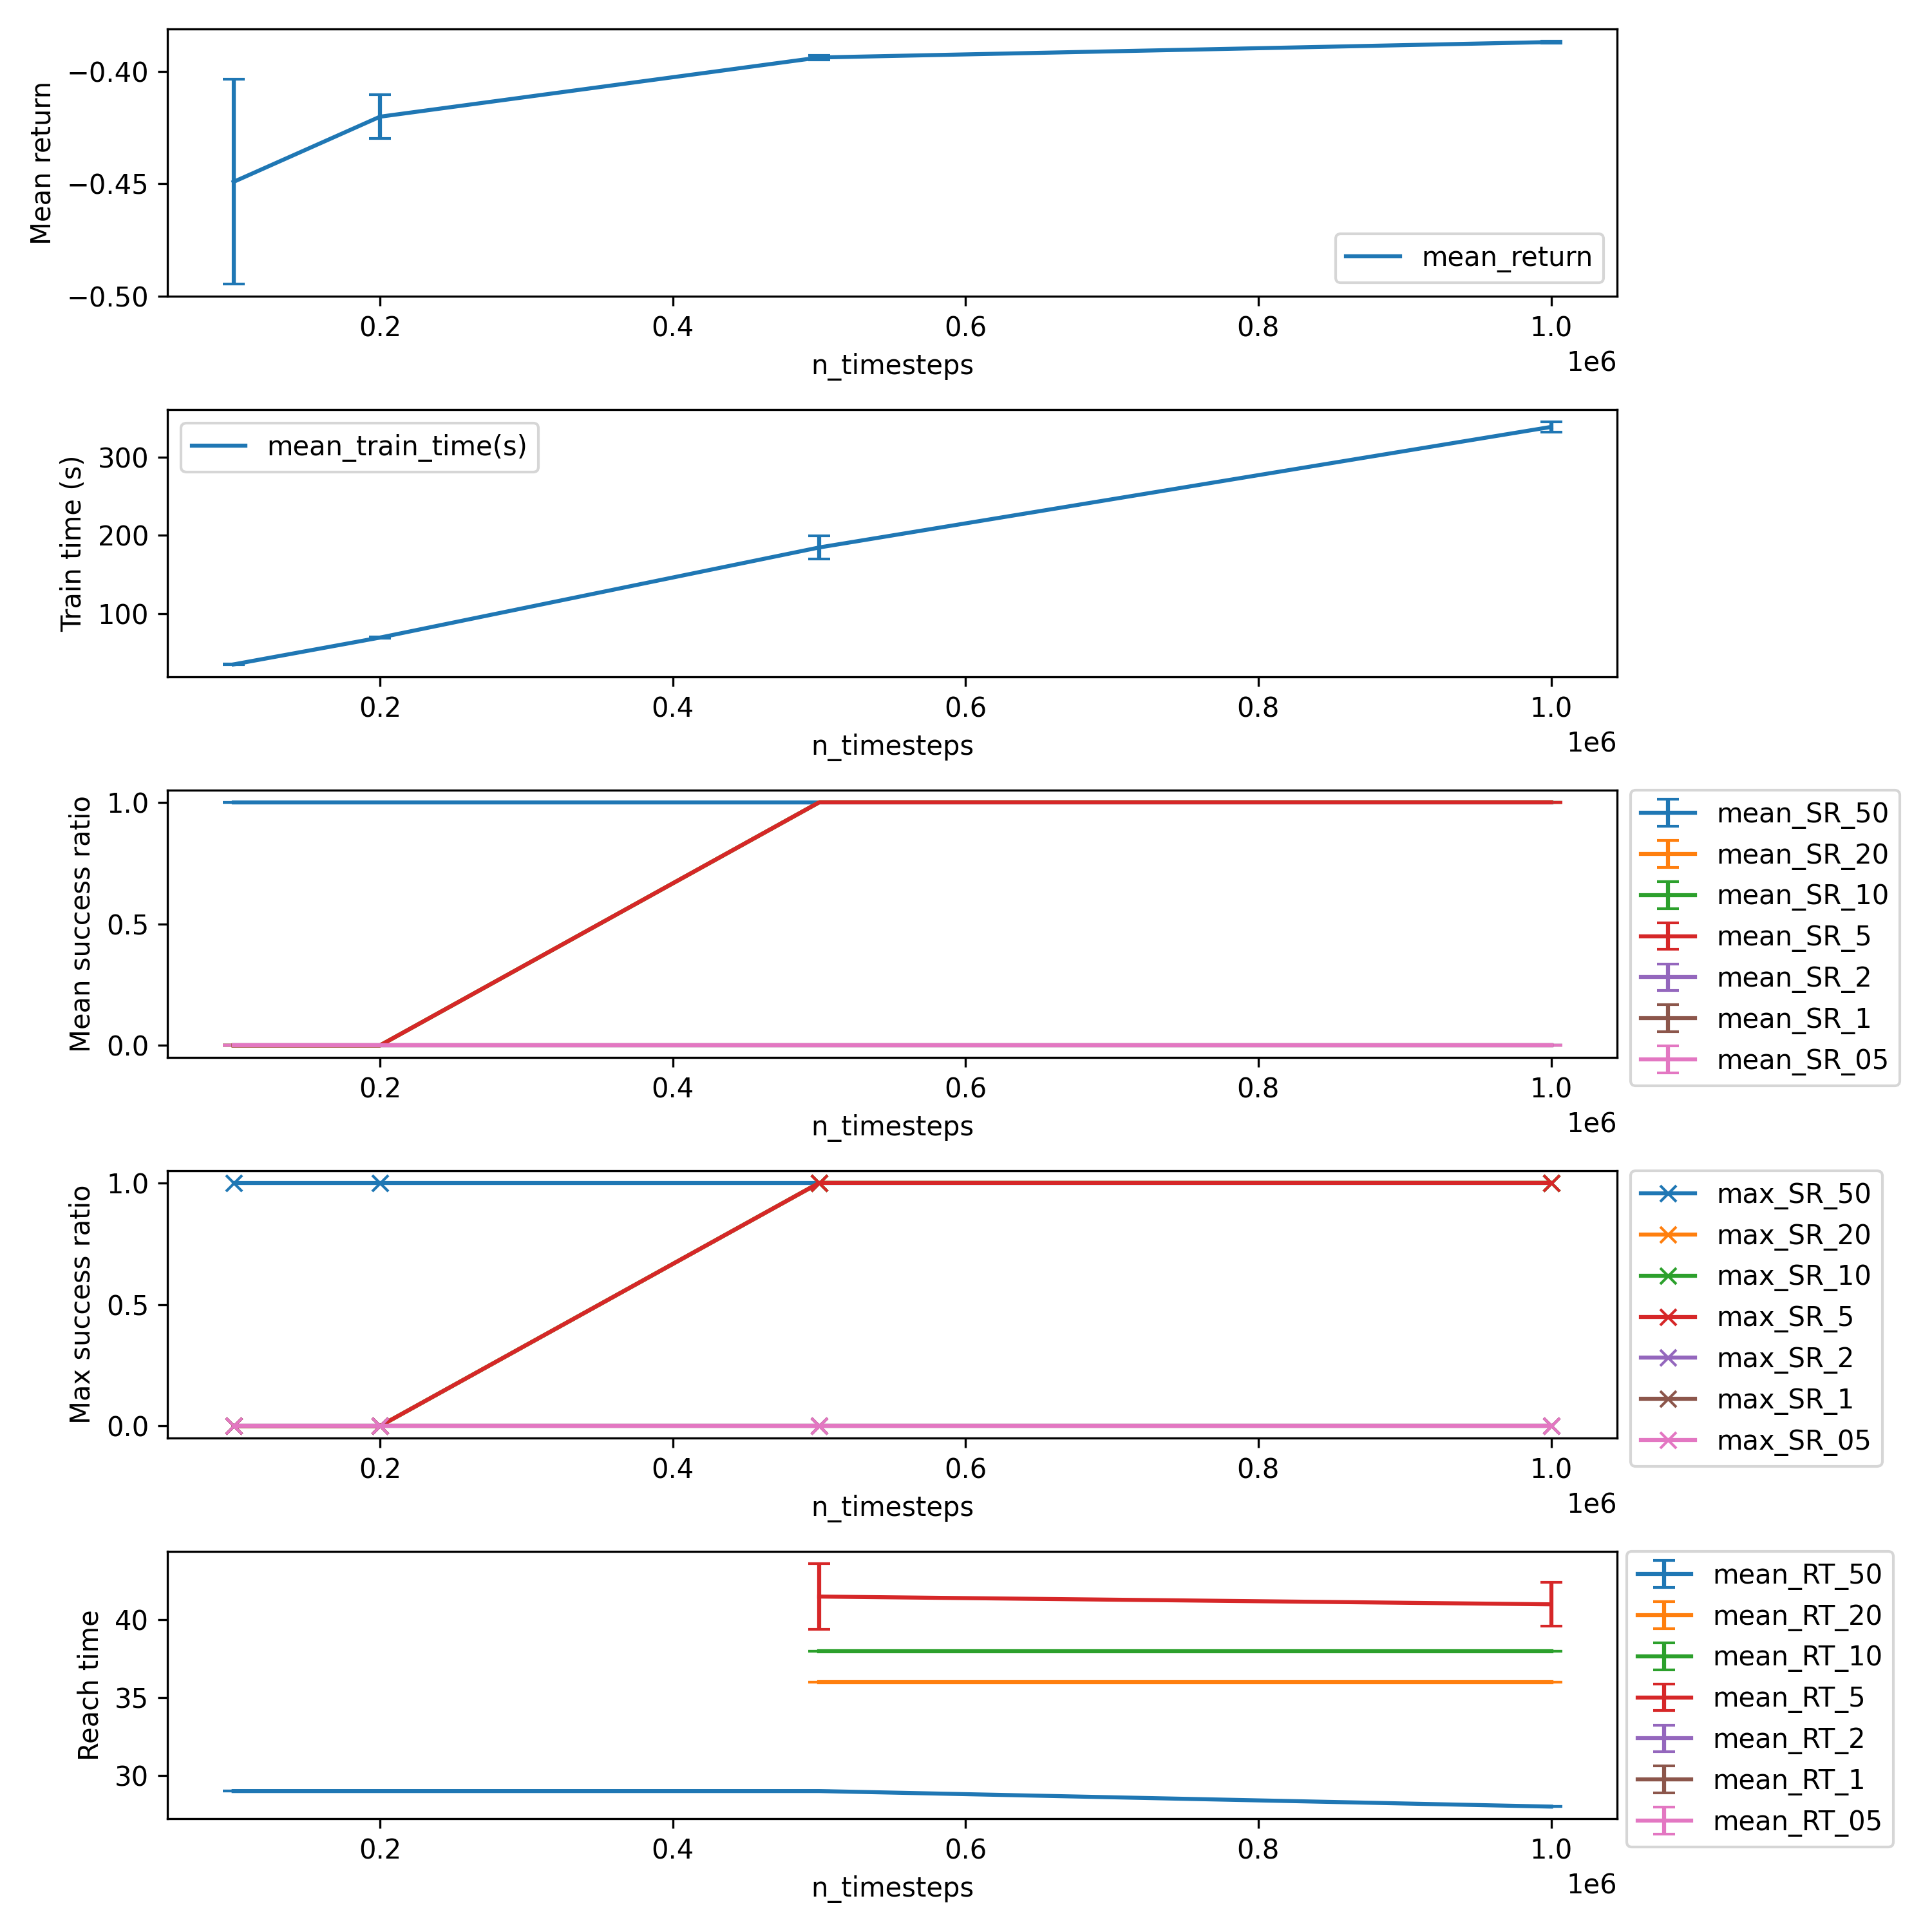 Mean return
−0.40
−0.45
−0.50
mean_return
0.2 0.4 0.6 0.8 1.0
n_timesteps
1e6
Train time (s)
300
200
100
mean_train_time(s)
0.2 0.4 0.6 0.8 1.0
n_timesteps
1e6
Mean success ratio
1.0
0.5
0.0
mean_SR_50
mean_SR_20
mean_SR_10
mean_SR_5
mean_SR_2
mean_SR_1
mean_SR_05
0.2 0.4 0.6 0.8 1.0
n_timesteps
1e6
Max success ratio
1.0
0.5
0.0
max_SR_50
max_SR_20
max_SR_10
max_SR_5
max_SR_2
max_SR_1
max_SR_05
0.2 0.4 0.6 0.8 1.0
n_timesteps
1e6
Reach time
40
35
30
mean_RT_50
mean_RT_20
mean_RT_10
mean_RT_5
mean_RT_2
mean_RT_1
mean_RT_05
0.2 0.4 0.6 0.8 1.0
n_timesteps
1e6